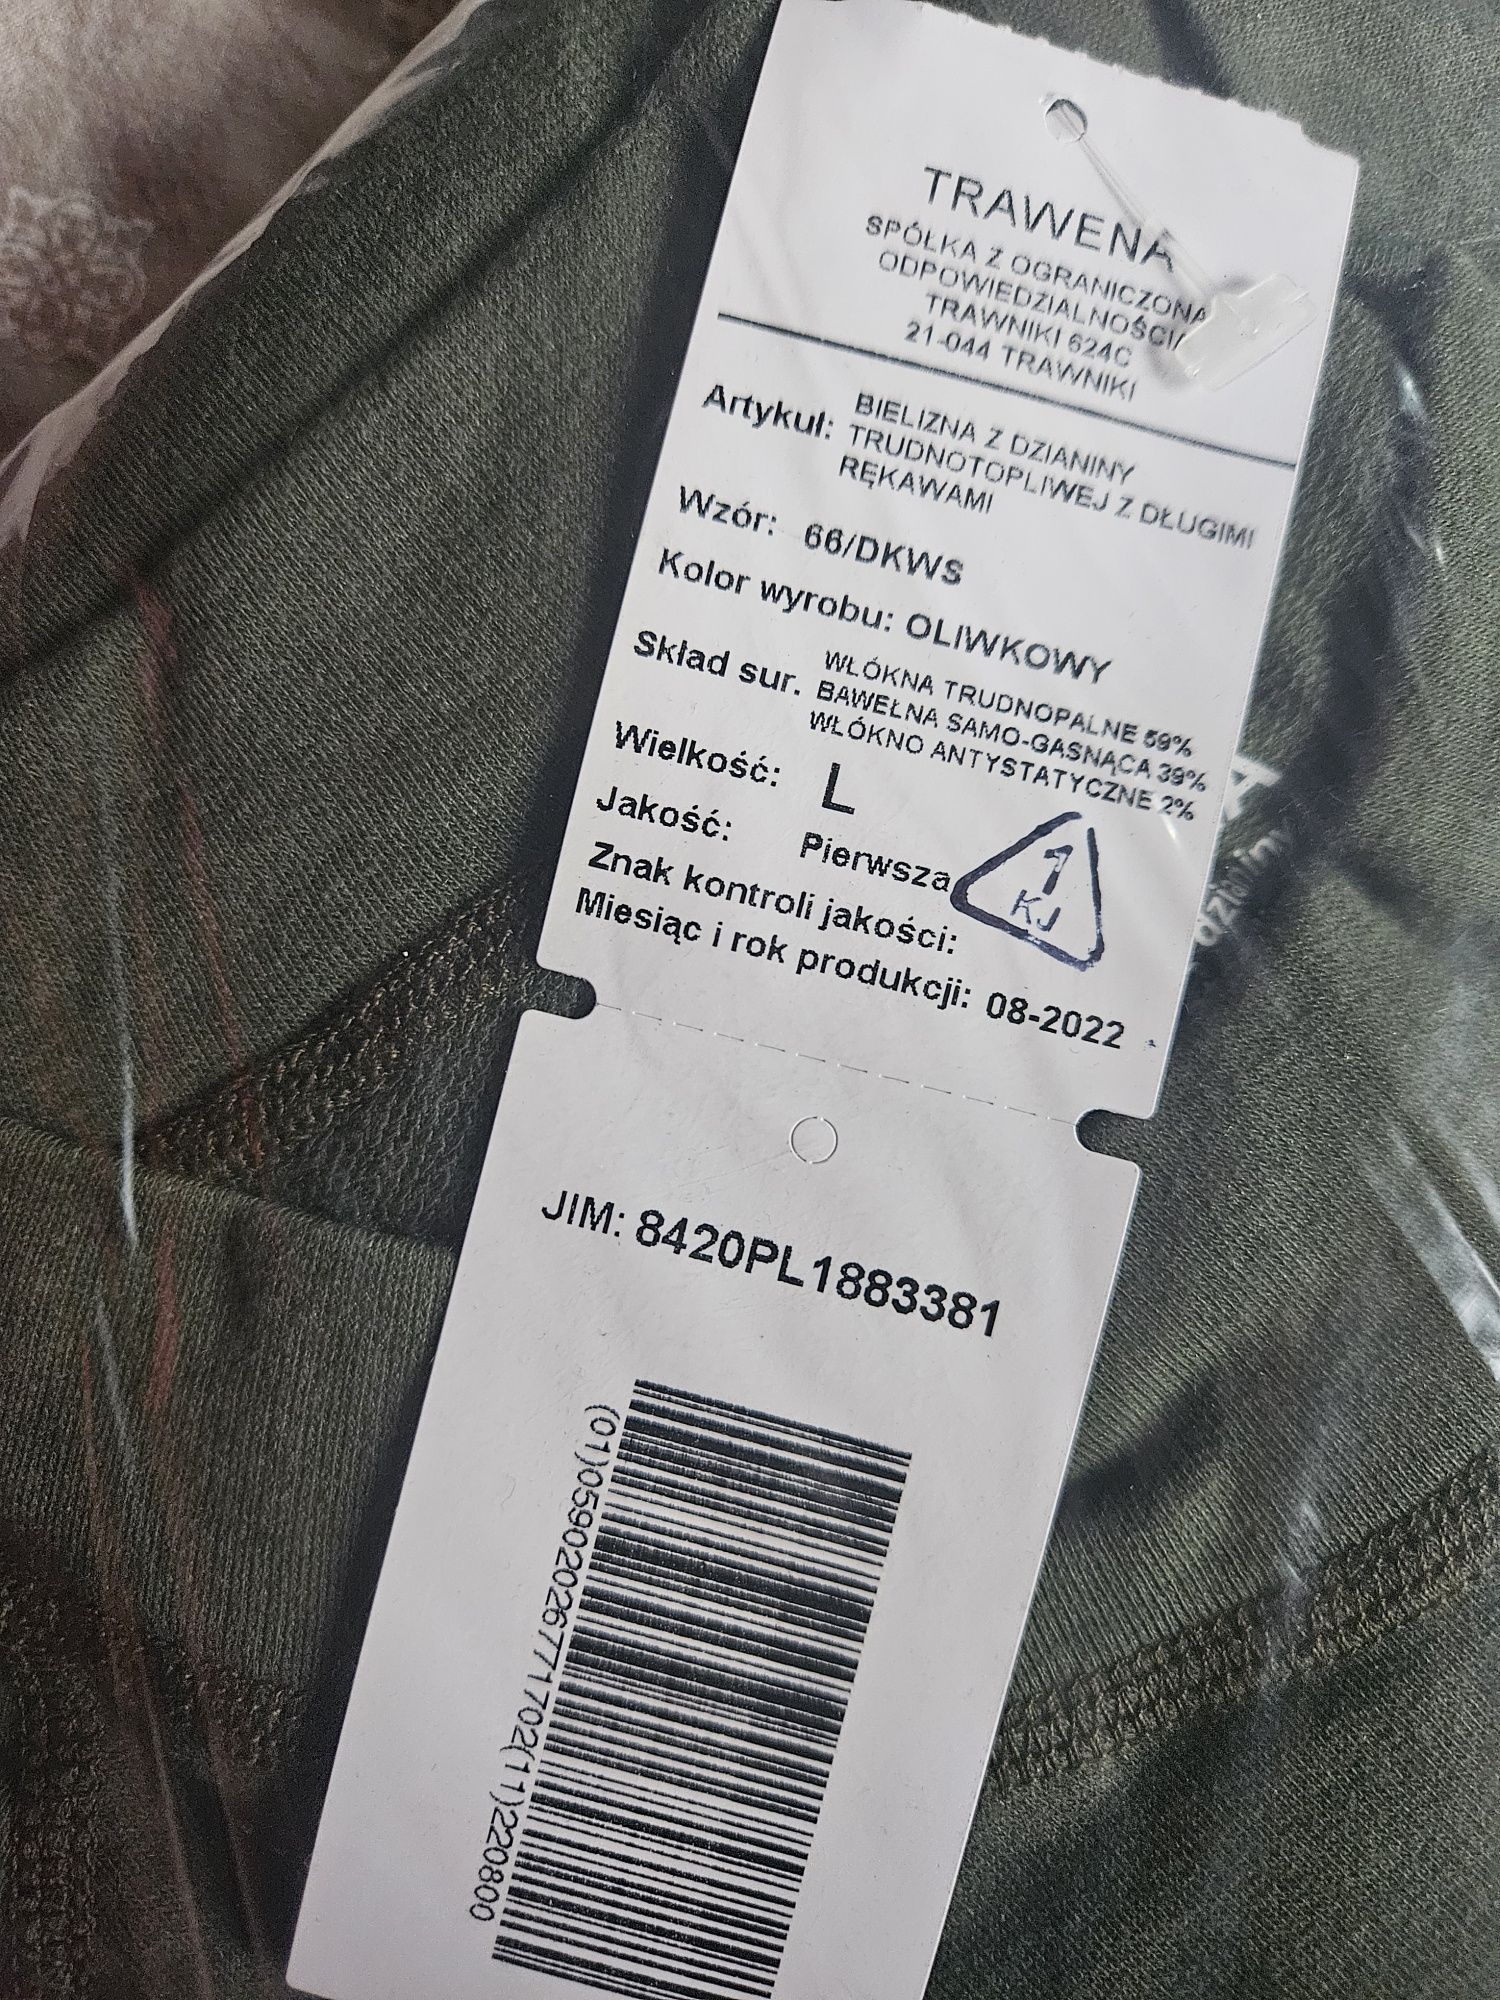 TRAWENA
SPÓŁKA Z OGRANICZONĄ
ODPOWIEDZIALNOŚCIĄ
TRAWNIKI 624C
21-044 TRAWNIKI
Artykuł: BIELIZNA Z DZIANINY
TRUDNOTOPLIWEJ Z DŁUGIMI
RĘKAWAMI
Wzór: 66/DKWS
Kolor wyrobu: OLIWKOWY
Skład sur. WŁÓKNA TRUDNOPALNE 59%
BAWEŁNA SAMO-GASNĄCA 39%
WŁÓKNO ANTYSTATYCZNE 2%
Wielkość: L
Jakość: Pierwsza
Znak kontroli jakości:
1
KJ
Miesiąc i rok produkcji: 08-2022
JIM: 8420PL1883381
(01)05902026771702(11)220800